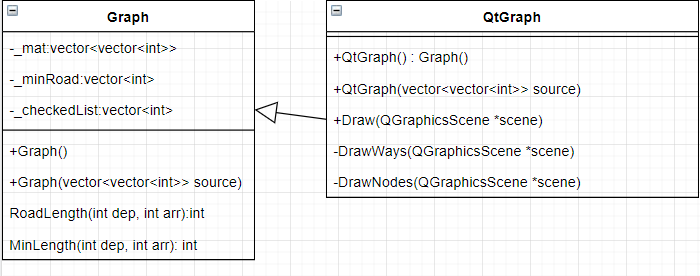 Graph
-_mat:vector<vector<int>>
-_minRoad:vector<int>
-_checkedList:vector<int>
+Graph()
+Graph(vector<vector<int>> source)
RoadLength(int dep, int arr):int
MinLength(int dep, int arr): int
QtGraph
+QtGraph() : Graph()
+QtGraph(vector<vector<int>> source)
+Draw(QGraphicsScene *scene)
-DrawWays(QGraphicsScene *scene)
-DrawNodes(QGraphicsScene *scene)